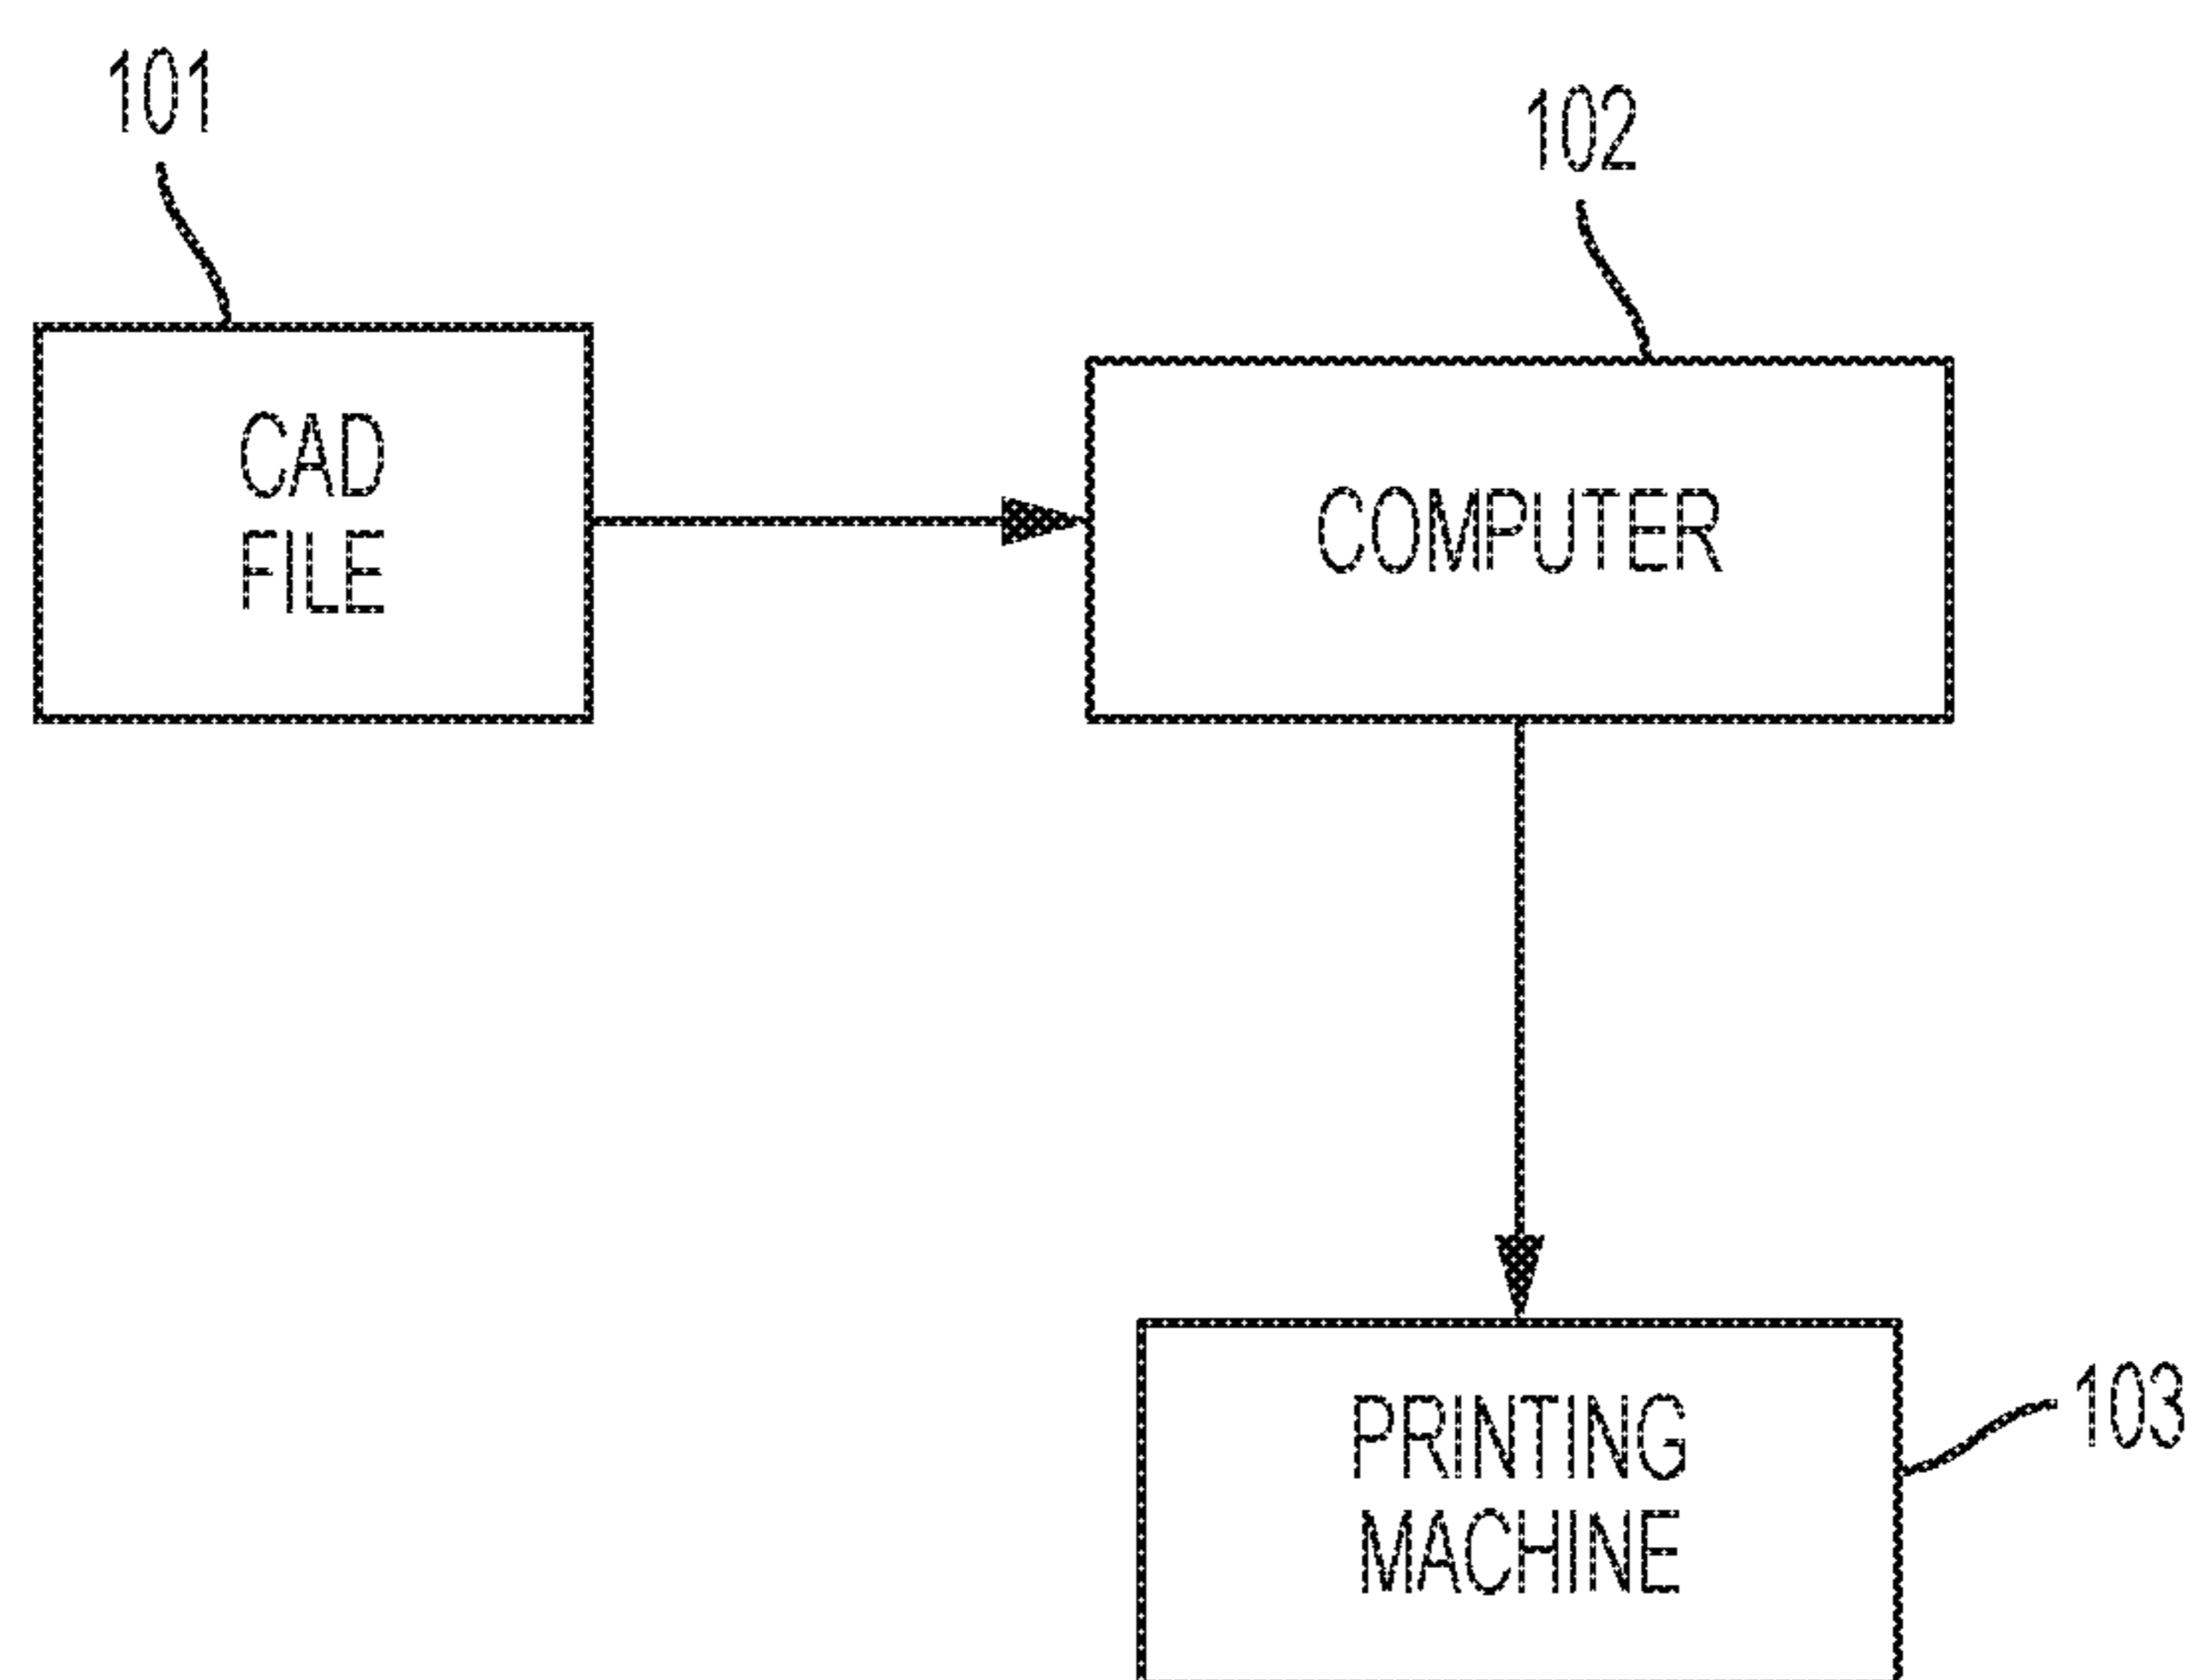 101
102
CAD
FILE
COMPUTER
PRINTING
MACHINE
103